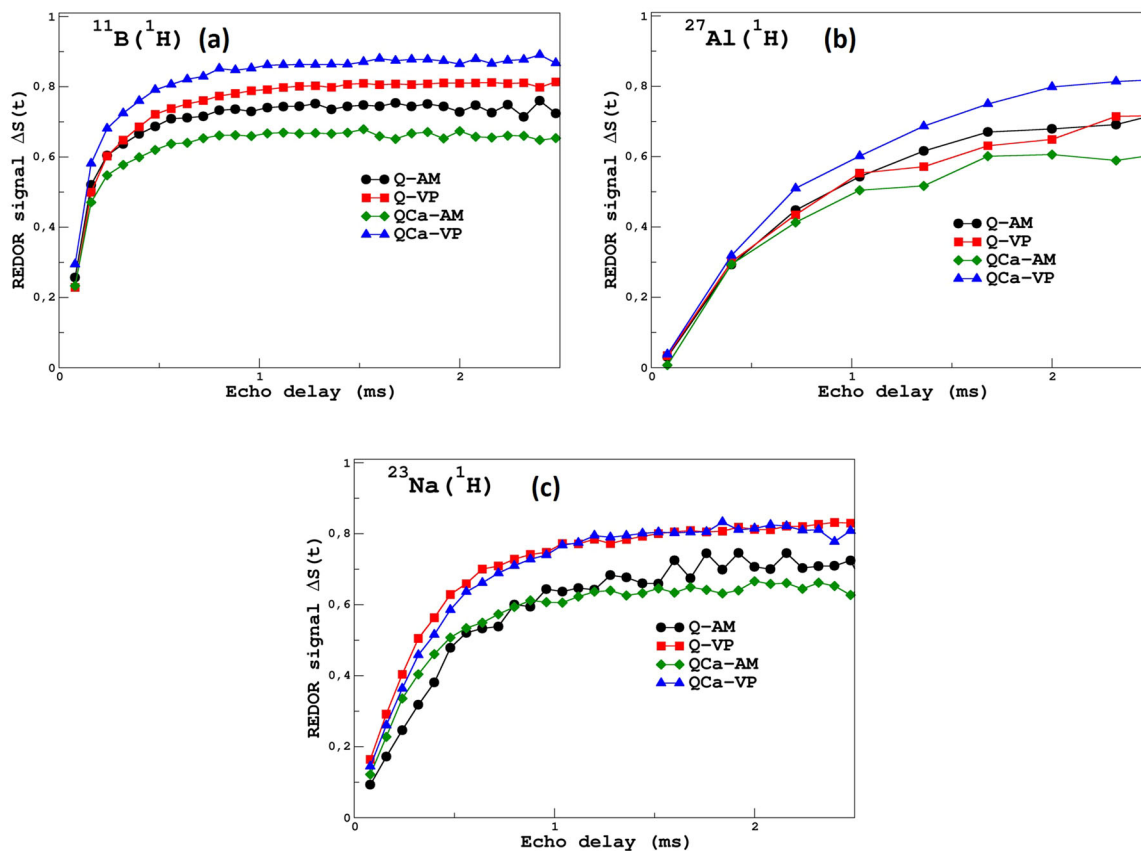 11B(1H) (a)
REDOR signal ΔS(t)
1
0,8
0,6
0,4
0,2
0
0 1 2
Echo delay (ms)
Q-AM
Q-VP
QCa-AM
QCa-VP
27Al(1H) (b)
REDOR signal ΔS(t)
1
0,8
0,6
0,4
0,2
0
0 1 2
Echo delay (ms)
Q-AM
Q-VP
QCa-AM
QCa-VP
23Na(1H) (c)
REDOR signal ΔS(t)
1
0,8
0,6
0,4
0,2
0
0 1 2
Echo delay (ms)
Q-AM
Q-VP
QCa-AM
QCa-VP